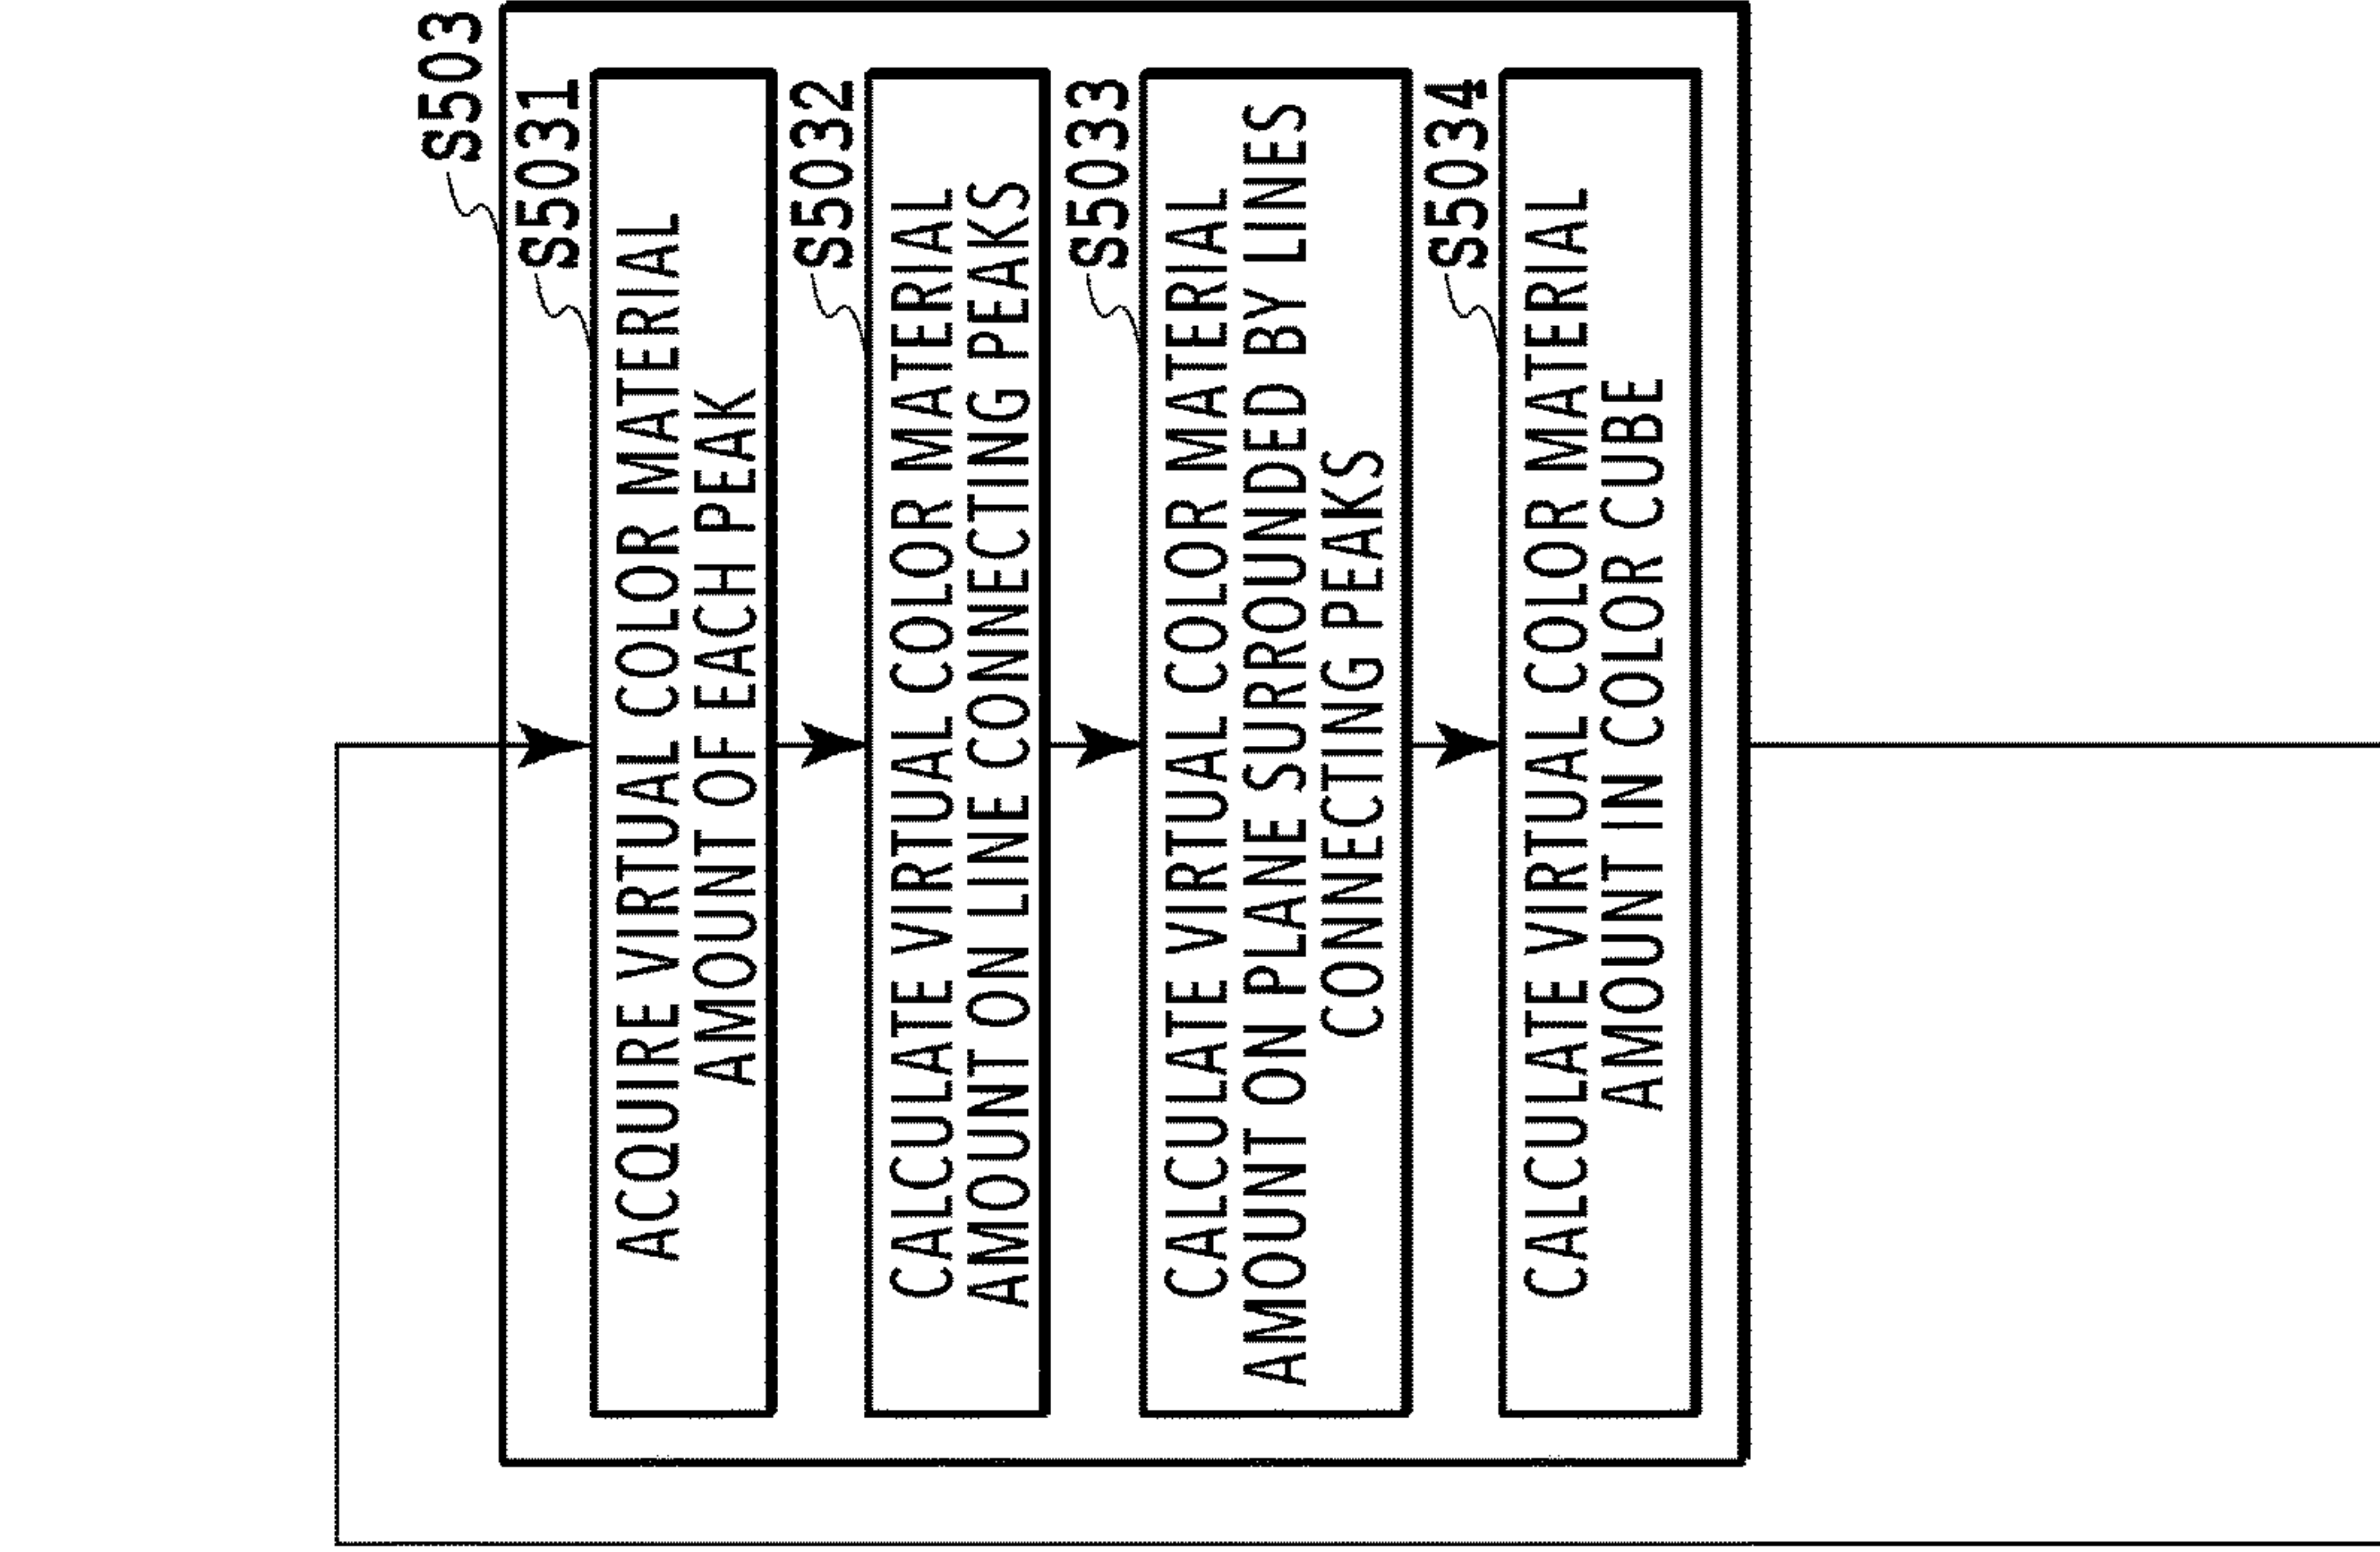 S503
S5031
ACQUIRE VIRTUAL COLOR MATERIAL
AMOUNT OF EACH PEAK
S5032
CALCULATE VIRTUAL COLOR MATERIAL
AMOUNT ON LINE CONNECTING PEAKS
S5033
CALCULATE VIRTUAL COLOR MATERIAL
AMOUNT ON PLANE SURROUNDED BY LINES
CONNECTING PEAKS
S5034
CALCULATE VIRTUAL COLOR MATERIAL
AMOUNT IN COLOR CUBE